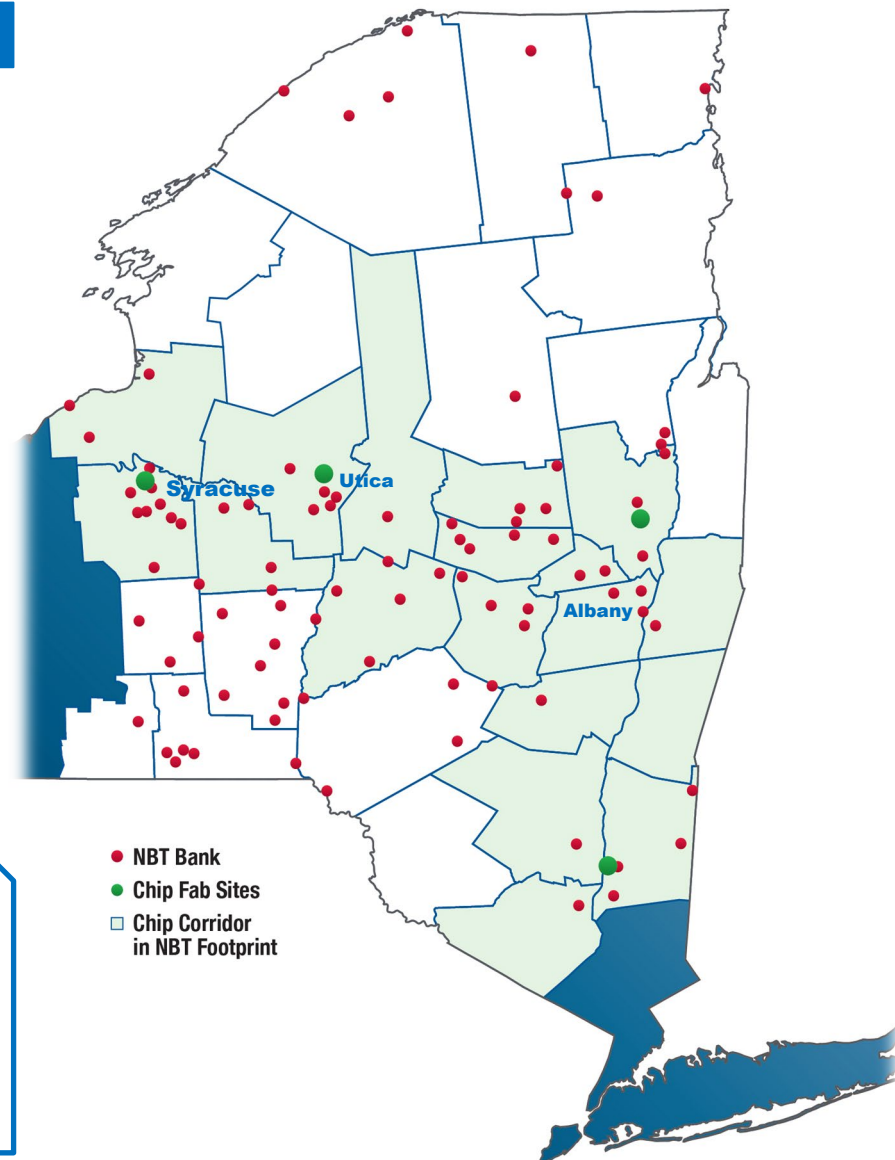 Syracuse
Utica
Albany
NBT Bank
Chip Fab Sites
Chip Corridor
in NBT Footprint